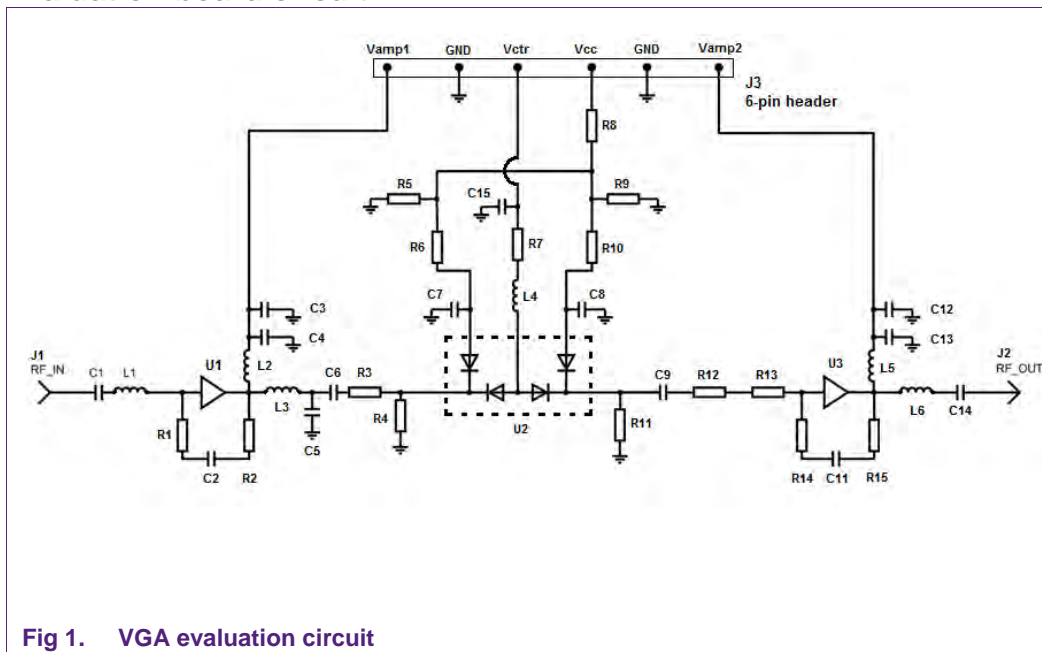 Vamp1 GND Vctr Vcc GND Vamp2
J3
6-pin header
R8
R5 C15 R9
R6 R7 R10
C7 L4 C8
C3 C12
C4 C13
J1 U1 L2 U3 L5 J2
RF_IN RF_OUT
C1 L1 C6 R3 C9 R12 R13
L3 L6 C14
R4 U2 R11
R1 C5
C2 R2 R14 C11 R15
Fig 1. VGA evaluation circuit